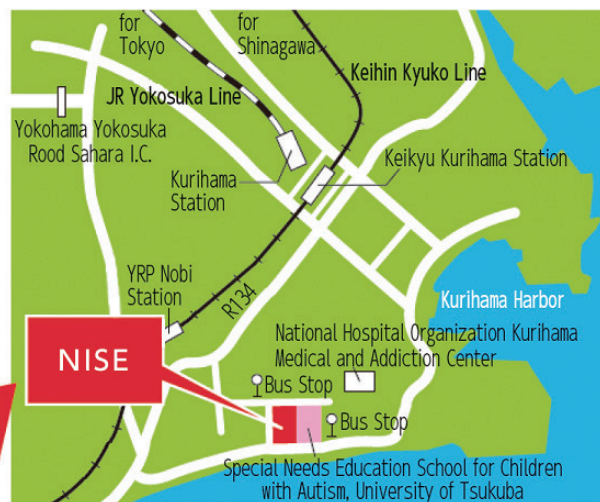 for
Tokyo
for
Shinagawa
Keihin Kyuko Line
JR Yokosuka Line
Yokohama Yokosuka
Rood Sahara I.C.
Kurihama
Station
Keikyu Kurihama Station
YRP Nobi
Station
R134
Kurihama Harbor
NISE
National Hospital Organization Kurihama
Medical and Addiction Center
Bus Stop
Bus Stop
Special Needs Education School for Children
with Autism, University of Tsukuba